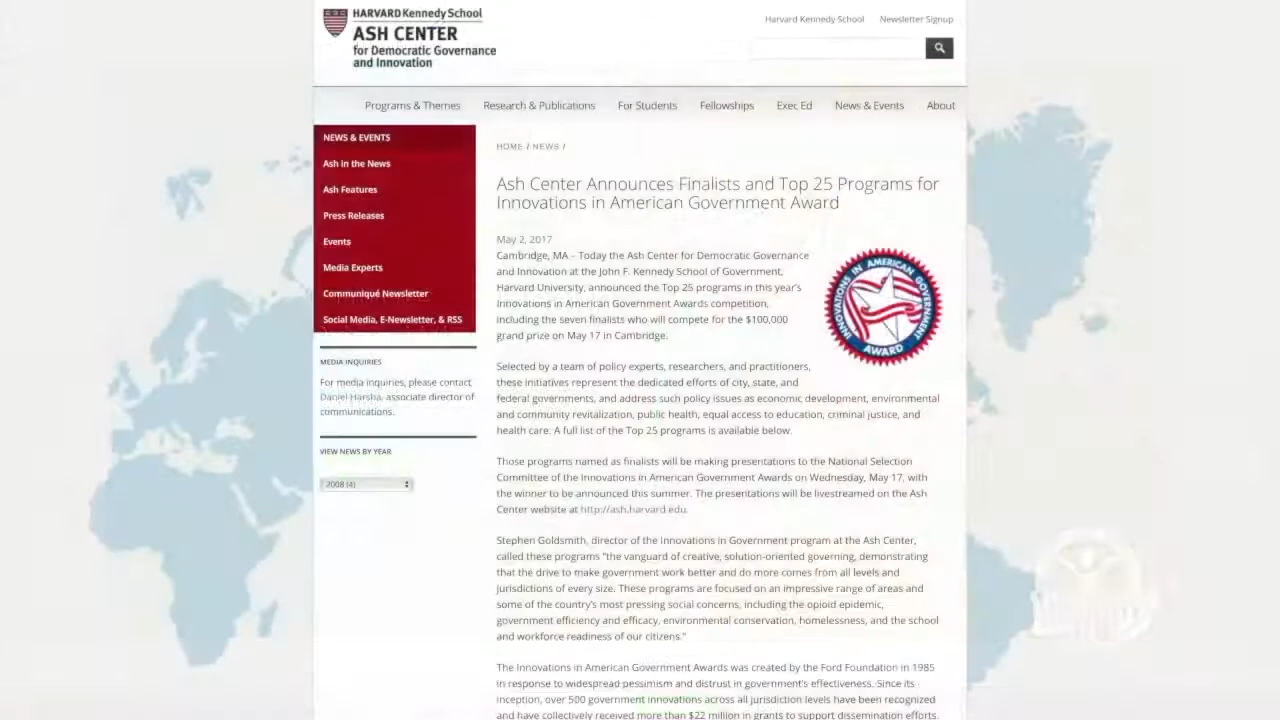 HARVARD Kennedy School
ASH CENTER
for Democratic Governance
and Innovation
Harvard Kennedy School
Newsletter Signup
Programs & Themes
Research & Publications
For Students
Fellowships
Exec Ed
News & Events
About
NEWS & EVENTS
Ash in the News
Ash Features
Press Releases
Events
Media Experts
Communiqué Newsletter
Social Media, E-Newsletter, & RSS
MEDIA INQUIRIES
For media inquiries, please contact
Daniel Harsha, associate director of
communications.
VIEW NEWS BY YEAR
2008 (4)
HOME / NEWS /
Ash Center Announces Finalists and Top 25 Programs for
Innovations in American Government Award
May 2, 2017
Cambridge, MA – Today the Ash Center for Democratic Governance
and Innovation at the John F. Kennedy School of Government,
Harvard University, announced the Top 25 programs in this year's
Innovations in American Government Awards competition,
including the seven finalists who will compete for the $100,000
grand prize on May 17 in Cambridge.
INNOVATIONS IN AMERICAN GOVERNMENT
AWARD
Selected by a team of policy experts, researchers, and practitioners,
these initiatives represent the dedicated efforts of city, state, and
federal governments, and address such policy issues as economic development, environmental
and community revitalization, public health, equal access to education, criminal justice, and
health care. A full list of the Top 25 programs is available below.
Those programs named as finalists will be making presentations to the National Selection
Committee of the Innovations in American Government Awards on Wednesday, May 17, with
the winner to be announced this summer. The presentations will be livestreamed on the Ash
Center website at http://ash.harvard.edu.
Stephen Goldsmith, director of the Innovations in Government program at the Ash Center,
called these programs "the vanguard of creative, solution-oriented governing, demonstrating
that the drive to make government work better and do more comes from all levels and
jurisdictions of every size. These programs are focused on an impressive range of areas and
some of the country's most pressing social concerns, including the opioid epidemic,
government efficiency and efficacy, environmental conservation, homelessness, and the school
and workforce readiness of our citizens."
The Innovations in American Government Awards was created by the Ford Foundation in 1985
in response to widespread pessimism and distrust in government's effectiveness. Since its
inception, over 500 government innovations across all jurisdiction levels have been recognized
and have collectively received more than $22 million in grants to support dissemination efforts.